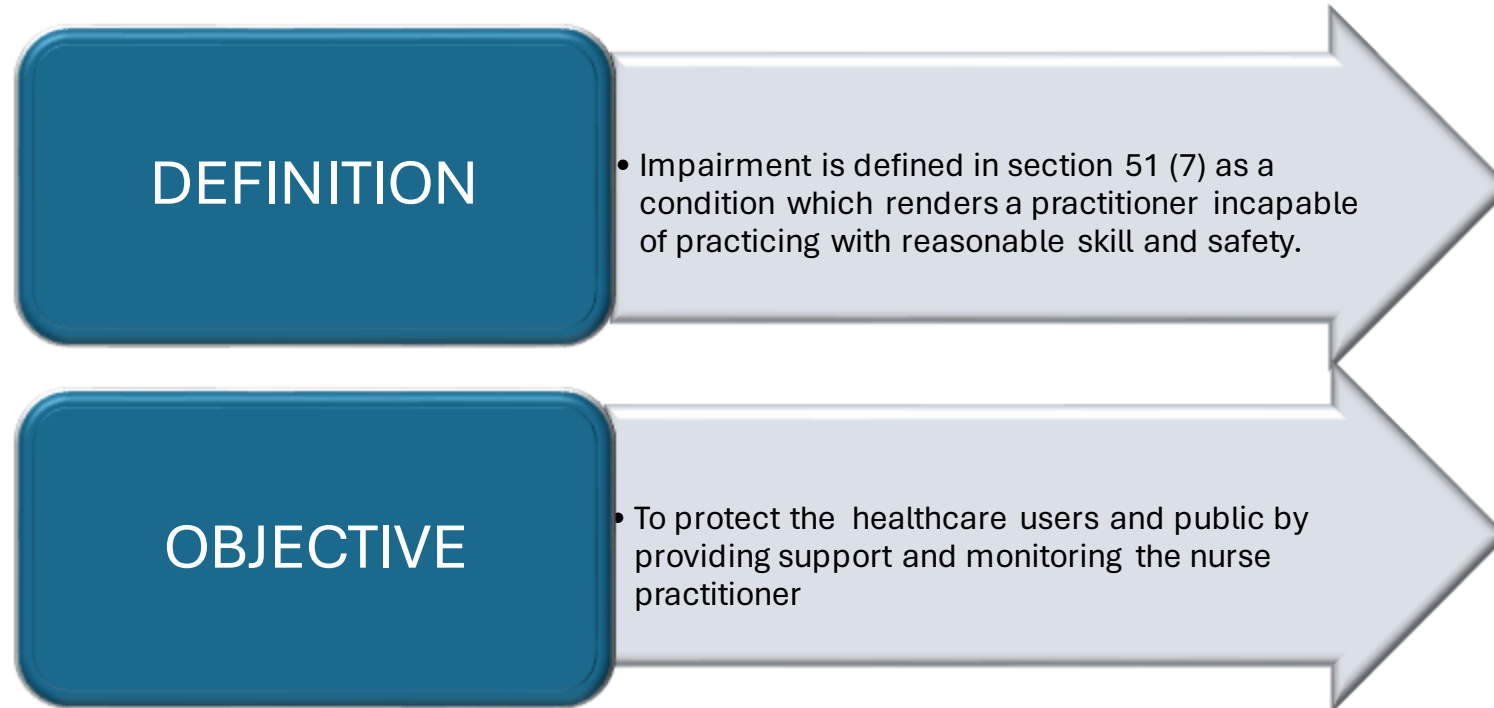 DEFINITION
• Impairment is defined in section 51 (7) as a
condition which renders a practitioner incapable
of practicing with reasonable skill and safety.
OBJECTIVE
• To protect the healthcare users and public by
providing support and monitoring the nurse
practitioner